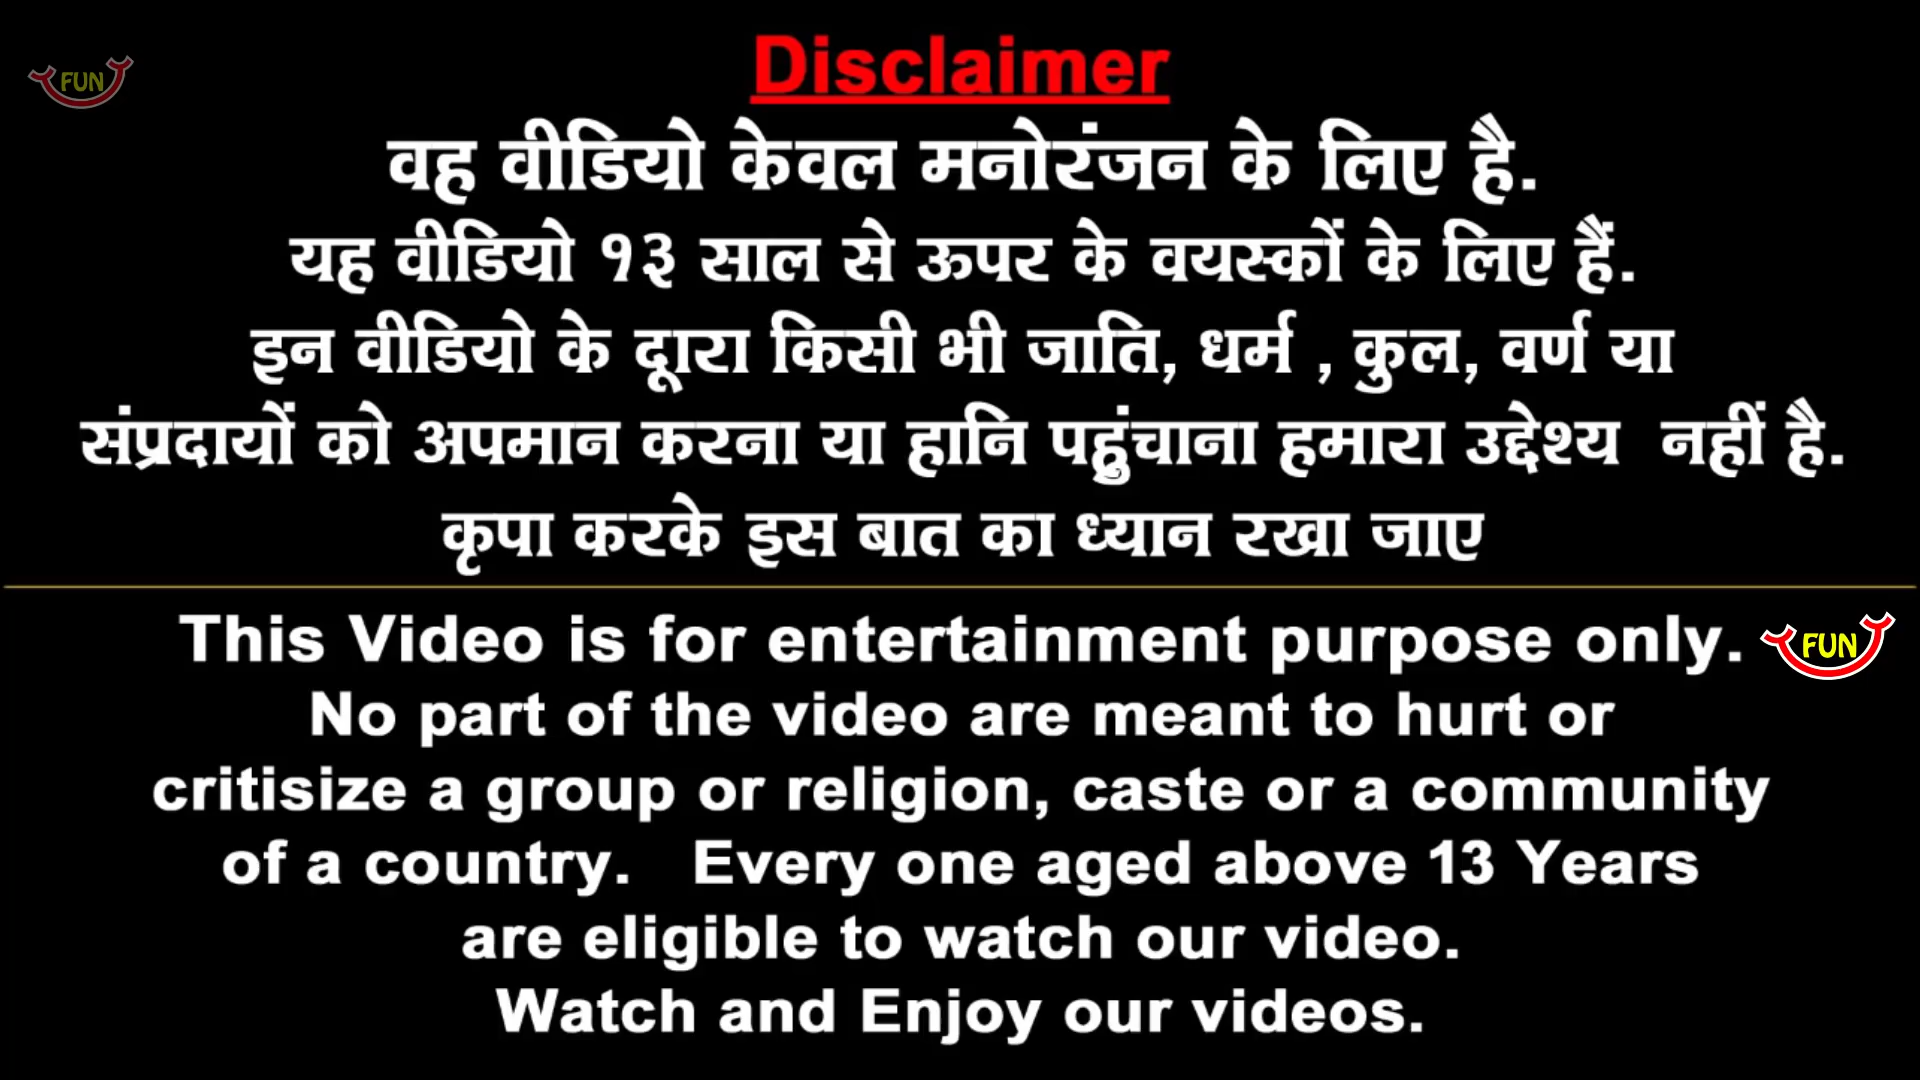 Disclaimer
FUN
वह वीडियो केवल मनोरंजन के लिए है.
यह वीडियो १३ साल से ऊपर के वयस्कों के लिए हैं.
इन वीडियो के दूारा किसी भी जाति, धर्म , कुल, वर्ण या
संप्रदायों को अपमान करना या हानि पहुंचाना हमारा उद्देश्य नहीं है.
कृपा करके इस बात का ध्यान रखा जाए
This Video is for entertainment purpose only.
FUN
No part of the video are meant to hurt or
critisize a group or religion, caste or a community
of a country. Every one aged above 13 Years
are eligible to watch our video.
Watch and Enjoy our videos.